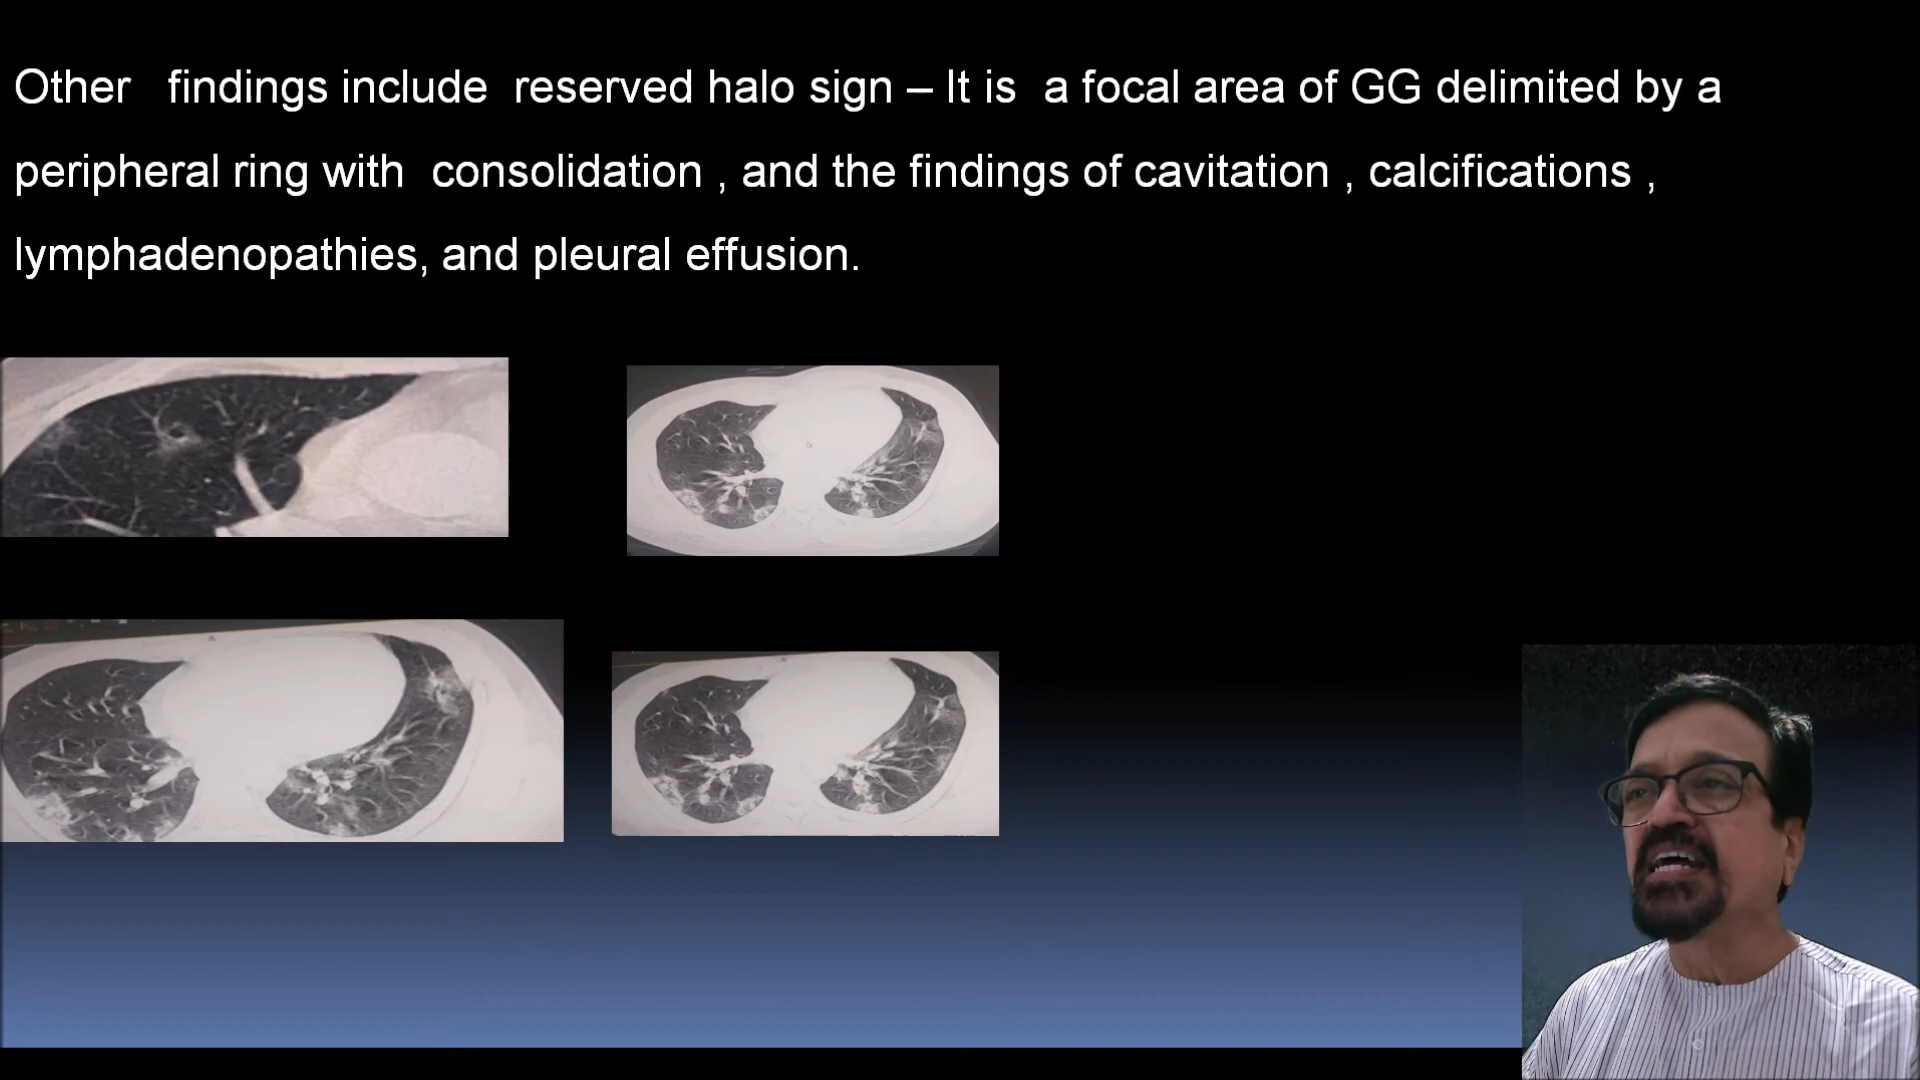 Other findings include reserved halo sign – It is a focal area of GG delimited by a
peripheral ring with consolidation , and the findings of cavitation , calcifications ,
lymphadenopathies, and pleural effusion.